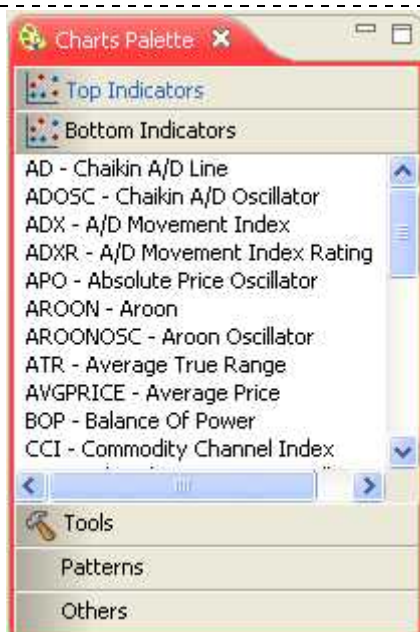 Charts Palette
Top Indicators
Bottom Indicators
AD - Chaikin A/D Line
ADOSC - Chaikin A/D Oscillator
ADX - A/D Movement Index
ADXR - A/D Movement Index Rating
APO - Absolute Price Oscillator
AROON - Aroon
AROONOSC - Aroon Oscillator
ATR - Average True Range
AVGPRICE - Average Price
BOP - Balance Of Power
CCI - Commodity Channel Index
Tools
Patterns
Others